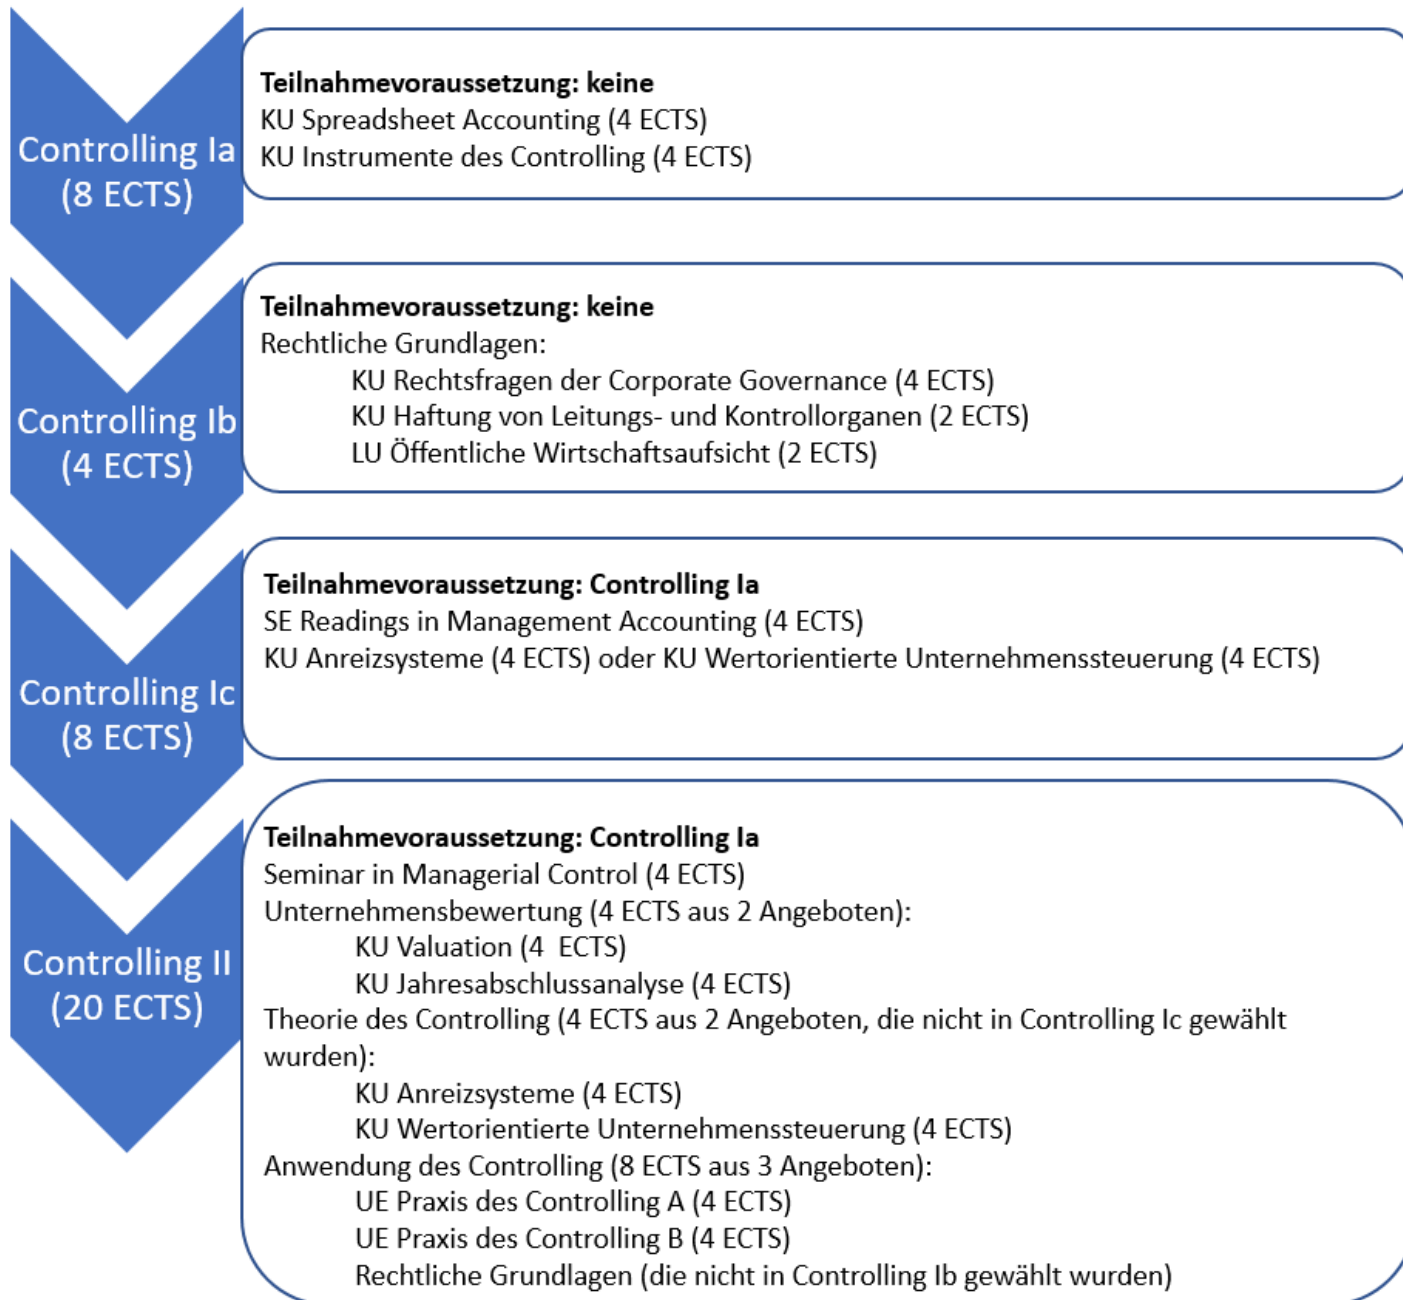 Controlling Ia
(8 ECTS)
Teilnahmevoraussetzung: keine
KU Spreadsheet Accounting (4 ECTS)
KU Instrumente des Controlling (4 ECTS)
Controlling Ib
(4 ECTS)
Teilnahmevoraussetzung: keine
Rechtliche Grundlagen:
KU Rechtsfragen der Corporate Governance (4 ECTS)
KU Haftung von Leitungs- und Kontrollorganen (2 ECTS)
LU Öffentliche Wirtschaftsaufsicht (2 ECTS)
Controlling Ic
(8 ECTS)
Teilnahmevoraussetzung: Controlling Ia
SE Readings in Management Accounting (4 ECTS)
KU Anreizsysteme (4 ECTS) oder KU Wertorientierte Unternehmenssteuerung (4 ECTS)
Controlling II
(20 ECTS)
Teilnahmevoraussetzung: Controlling Ia
Seminar in Managerial Control (4 ECTS)
Unternehmensbewertung (4 ECTS aus 2 Angeboten):
KU Valuation (4  ECTS)
KU Jahresabschlussanalyse (4 ECTS)
Theorie des Controlling (4 ECTS aus 2 Angeboten, die nicht in Controlling Ic gewählt
wurden):
KU Anreizsysteme (4 ECTS)
KU Wertorientierte Unternehmenssteuerung (4 ECTS)
Anwendung des Controlling (8 ECTS aus 3 Angeboten):
UE Praxis des Controlling A (4 ECTS)
UE Praxis des Controlling B (4 ECTS)
Rechtliche Grundlagen (die nicht in Controlling Ib gewählt wurden)